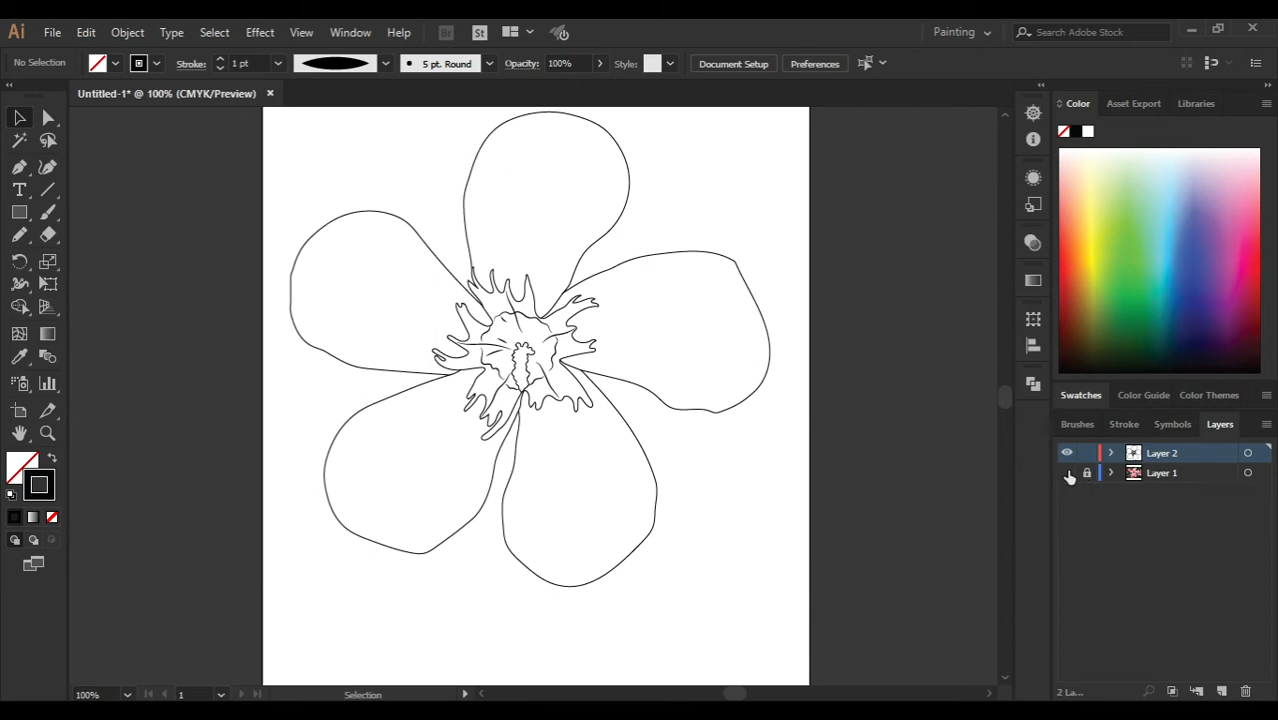 Ai File Edit Object Type Select Effect View Window Help Br St Painting Search Adobe Stock
No Selection Stroke: 1 pt 5 pt. Round Opacity: 100% Style: Document Setup Preferences
Untitled-1* @ 100% (CMYK/Preview) ×
Color Asset Export Libraries
Swatches Color Guide Color Themes
Brushes Stroke Symbols Layers
Layer 2
Layer 1
100% 1 Selection 2 La...